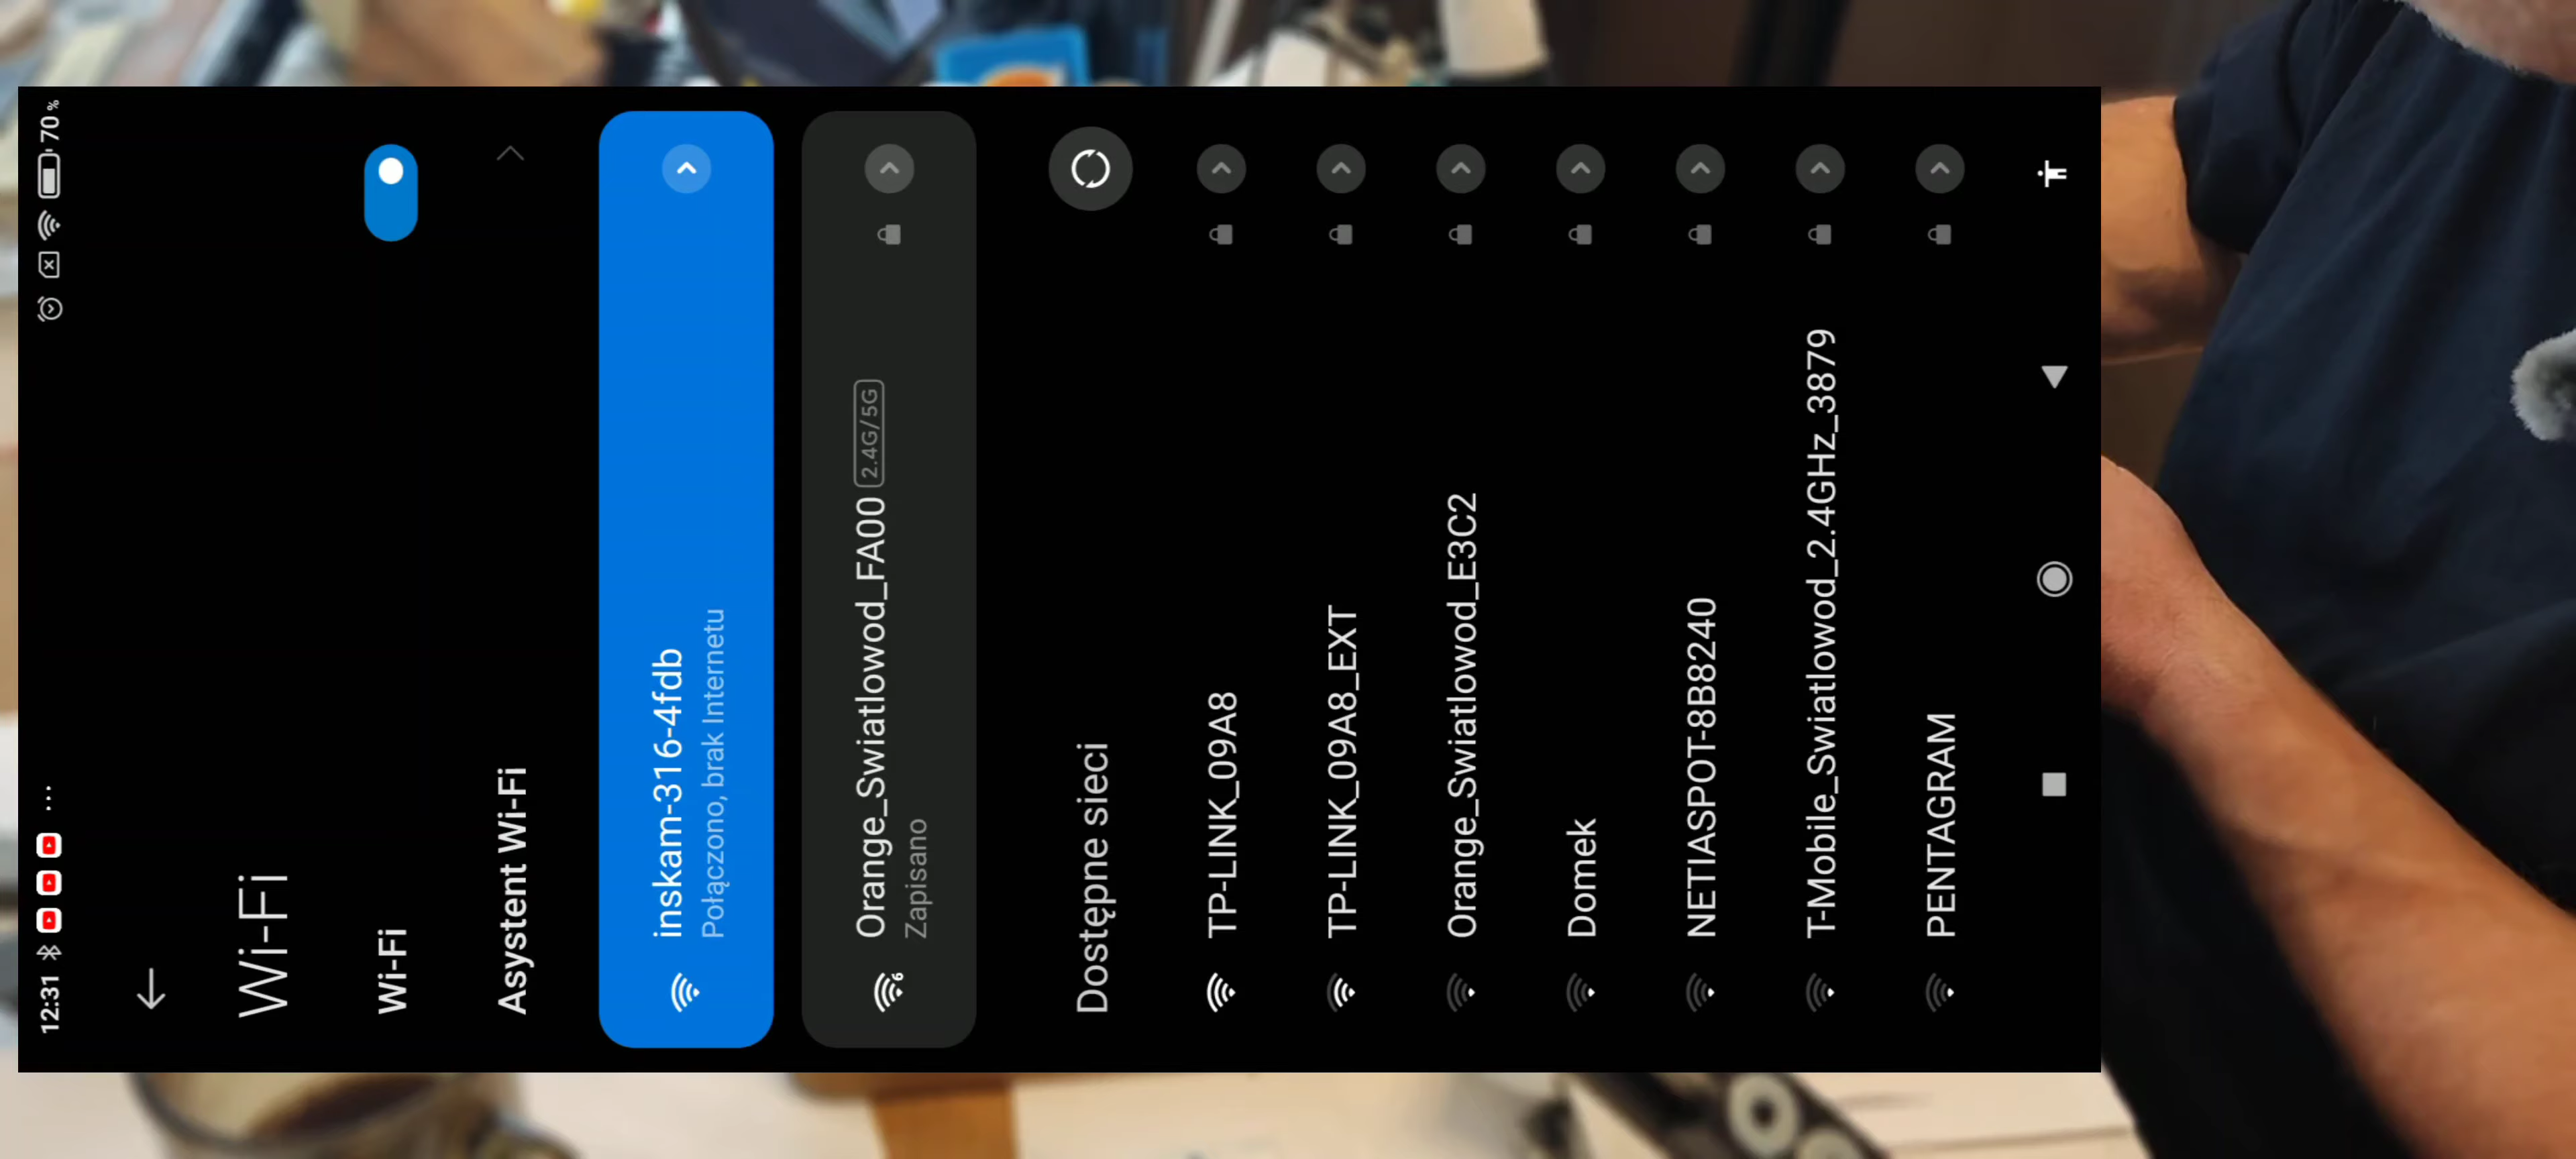 12:31 ... 70%
Wi-Fi
Wi-Fi
Asystent Wi-Fi
inskam-316-4fdb
Połączono, brak Internetu
Orange_Swiatlowod_FA00 2.4G/5G
Zapisano
Dostępne sieci
TP-LINK_09A8
TP-LINK_09A8_EXT
Orange_Swiatlowod_E3C2
Domek
NETIASPOT-8B8240
T-Mobile_Swiatlowod_2.4GHz_3879
PENTAGRAM